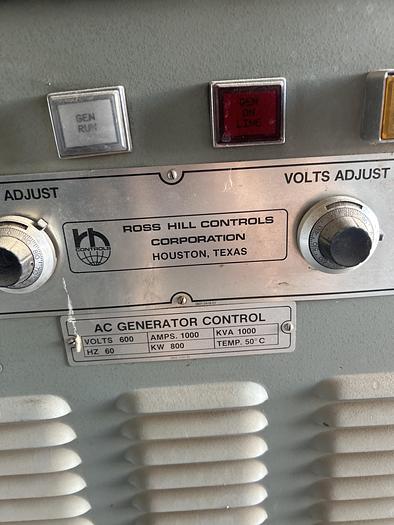 GEN
RUN
GEN
ON
LINE
ADJUST
VOLTS ADJUST
rh
CONTROLS
ROSS HILL CONTROLS
CORPORATION
HOUSTON, TEXAS
AC GENERATOR CONTROL
VOLTS 600 AMPS. 1000 KVA 1000
HZ 60 KW 800 TEMP. 50°C